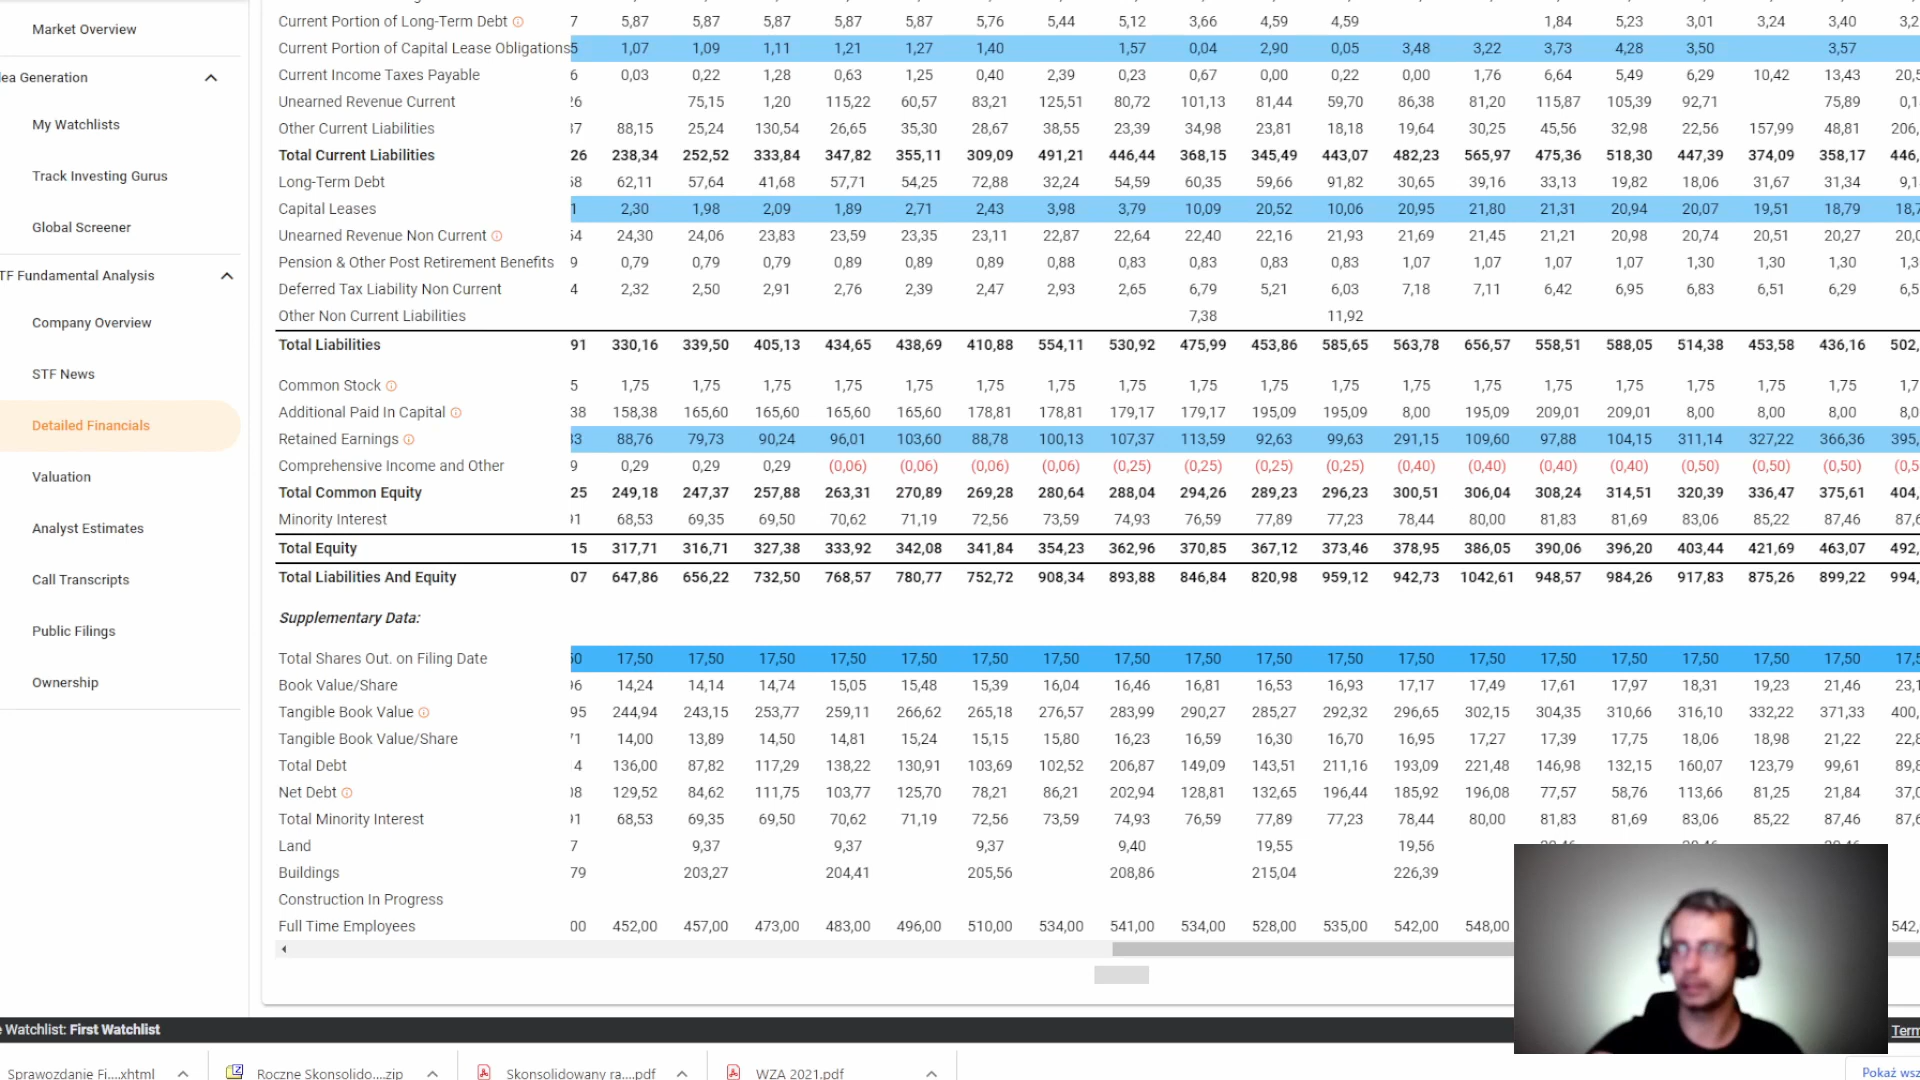 Market Overview
ea Generation
My Watchlists
Track Investing Gurus
Global Screener
TF Fundamental Analysis
Company Overview
STF News
Detailed Financials
Valuation
Analyst Estimates
Call Transcripts
Public Filings
Ownership
Current Portion of Long-Term Debt 7 5,87 5,87 5,87 5,87 5,87 5,76 5,44 5,12 3,66 4,59 4,59 1,84 5,23 3,01 3,24 3,40 3,2
Current Portion of Capital Lease Obligations 5 1,07 1,09 1,11 1,21 1,27 1,40 1,57 0,04 2,90 0,05 3,48 3,22 3,73 4,28 3,50 3,57
Current Income Taxes Payable 6 0,03 0,22 1,28 0,63 1,25 0,40 2,39 0,23 0,67 0,00 0,22 0,00 1,76 6,64 5,49 6,29 10,42 13,43 20,5
Unearned Revenue Current 26 75,15 1,20 115,22 60,57 83,21 125,51 80,72 101,13 81,44 59,70 86,38 81,20 115,87 105,39 92,71 75,89 0,1
Other Current Liabilities 37 88,15 25,24 130,54 26,65 35,30 28,67 38,55 23,39 34,98 23,81 18,18 19,64 30,25 45,56 32,98 22,56 157,99 48,81 206,
Total Current Liabilities 26 238,34 252,52 333,84 347,82 355,11 309,09 491,21 446,44 368,15 345,49 443,07 482,23 565,97 475,36 518,30 447,39 374,09 358,17 446,
Long-Term Debt 58 62,11 57,64 41,68 57,71 54,25 72,88 32,24 54,59 60,35 59,66 91,82 30,65 39,16 33,13 19,82 18,06 31,67 31,34 9,1
Capital Leases 1 2,30 1,98 2,09 1,89 2,71 2,43 3,98 3,79 10,09 20,52 10,06 20,95 21,80 21,31 20,94 20,07 19,51 18,79 18,7
Unearned Revenue Non Current 54 24,30 24,06 23,83 23,59 23,35 23,11 22,87 22,64 22,40 22,16 21,93 21,69 21,45 21,21 20,98 20,74 20,51 20,27 20,0
Pension & Other Post Retirement Benefits 9 0,79 0,79 0,79 0,89 0,89 0,89 0,88 0,83 0,83 0,83 0,83 1,07 1,07 1,07 1,07 1,30 1,30 1,30 1,3
Deferred Tax Liability Non Current 4 2,32 2,50 2,91 2,76 2,39 2,47 2,93 2,65 6,79 5,21 6,03 7,18 7,11 6,42 6,95 6,83 6,51 6,29 6,5
Other Non Current Liabilities 7,38 11,92
Total Liabilities 91 330,16 339,50 405,13 434,65 438,69 410,88 554,11 530,92 475,99 453,86 585,65 563,78 656,57 558,51 588,05 514,38 453,58 436,16 502,
Common Stock 5 1,75 1,75 1,75 1,75 1,75 1,75 1,75 1,75 1,75 1,75 1,75 1,75 1,75 1,75 1,75 1,75 1,75 1,75 1,7
Additional Paid In Capital 38 158,38 165,60 165,60 165,60 165,60 178,81 178,81 179,17 179,17 195,09 195,09 8,00 195,09 209,01 209,01 8,00 8,00 8,00 8,0
Retained Earnings 33 88,76 79,73 90,24 96,01 103,60 88,78 100,13 107,37 113,59 92,63 99,63 291,15 109,60 97,88 104,15 311,14 327,22 366,36 395,
Comprehensive Income and Other 9 0,29 0,29 0,29 (0,06) (0,06) (0,06) (0,06) (0,25) (0,25) (0,25) (0,25) (0,40) (0,40) (0,40) (0,40) (0,50) (0,50) (0,50) (0,5
Total Common Equity 25 249,18 247,37 257,88 263,31 270,89 269,28 280,64 288,04 294,26 289,23 296,23 300,51 306,04 308,24 314,51 320,39 336,47 375,61 404,
Minority Interest 91 68,53 69,35 69,50 70,62 71,19 72,56 73,59 74,93 76,59 77,89 77,23 78,44 80,00 81,83 81,69 83,06 85,22 87,46 87,6
Total Equity 15 317,71 316,71 327,38 333,92 342,08 341,84 354,23 362,96 370,85 367,12 373,46 378,95 386,05 390,06 396,20 403,44 421,69 463,07 492,
Total Liabilities And Equity 07 647,86 656,22 732,50 768,57 780,77 752,72 908,34 893,88 846,84 820,98 959,12 942,73 1042,61 948,57 984,26 917,83 875,26 899,22 994,
Supplementary Data:
Total Shares Out. on Filing Date 50 17,50 17,50 17,50 17,50 17,50 17,50 17,50 17,50 17,50 17,50 17,50 17,50 17,50 17,50 17,50 17,50 17,50 17,50 17,5
Book Value/Share 96 14,24 14,14 14,74 15,05 15,48 15,39 16,04 16,46 16,81 16,53 16,93 17,17 17,49 17,61 17,97 18,31 19,23 21,46 23,1
Tangible Book Value 95 244,94 243,15 253,77 259,11 266,62 265,18 276,57 283,99 290,27 285,27 292,32 296,65 302,15 304,35 310,66 316,10 332,22 371,33 400,
Tangible Book Value/Share 71 14,00 13,89 14,50 14,81 15,24 15,15 15,80 16,23 16,59 16,30 16,70 16,95 17,27 17,39 17,75 18,06 18,98 21,22 22,8
Total Debt 4 136,00 87,82 117,29 138,22 130,91 103,69 102,52 206,87 149,09 143,51 211,16 193,09 221,48 146,98 132,15 160,07 123,79 99,61 89,8
Net Debt 08 129,52 84,62 111,75 103,77 125,70 78,21 86,21 202,94 128,81 132,65 196,44 185,92 196,08 77,57 58,76 113,66 81,25 21,84 37,0
Total Minority Interest 91 68,53 69,35 69,50 70,62 71,19 72,56 73,59 74,93 76,59 77,89 77,23 78,44 80,00 81,83 81,69 83,06 85,22 87,46 87,6
Land 7 9,37 9,37 9,37 9,40 19,55 19,56
Buildings 79 203,27 204,41 205,56 208,86 215,04 226,39
Construction In Progress
Full Time Employees 00 452,00 457,00 473,00 483,00 496,00 510,00 534,00 541,00 534,00 528,00 535,00 542,00 548,00 542,
Watchlist: First Watchlist
Term
Sprawozdanie Fi....xhtml
Roczne Skonsolido....zip
Skonsolidowany ra....pdf
WZA 2021.pdf
Pokaż wsz